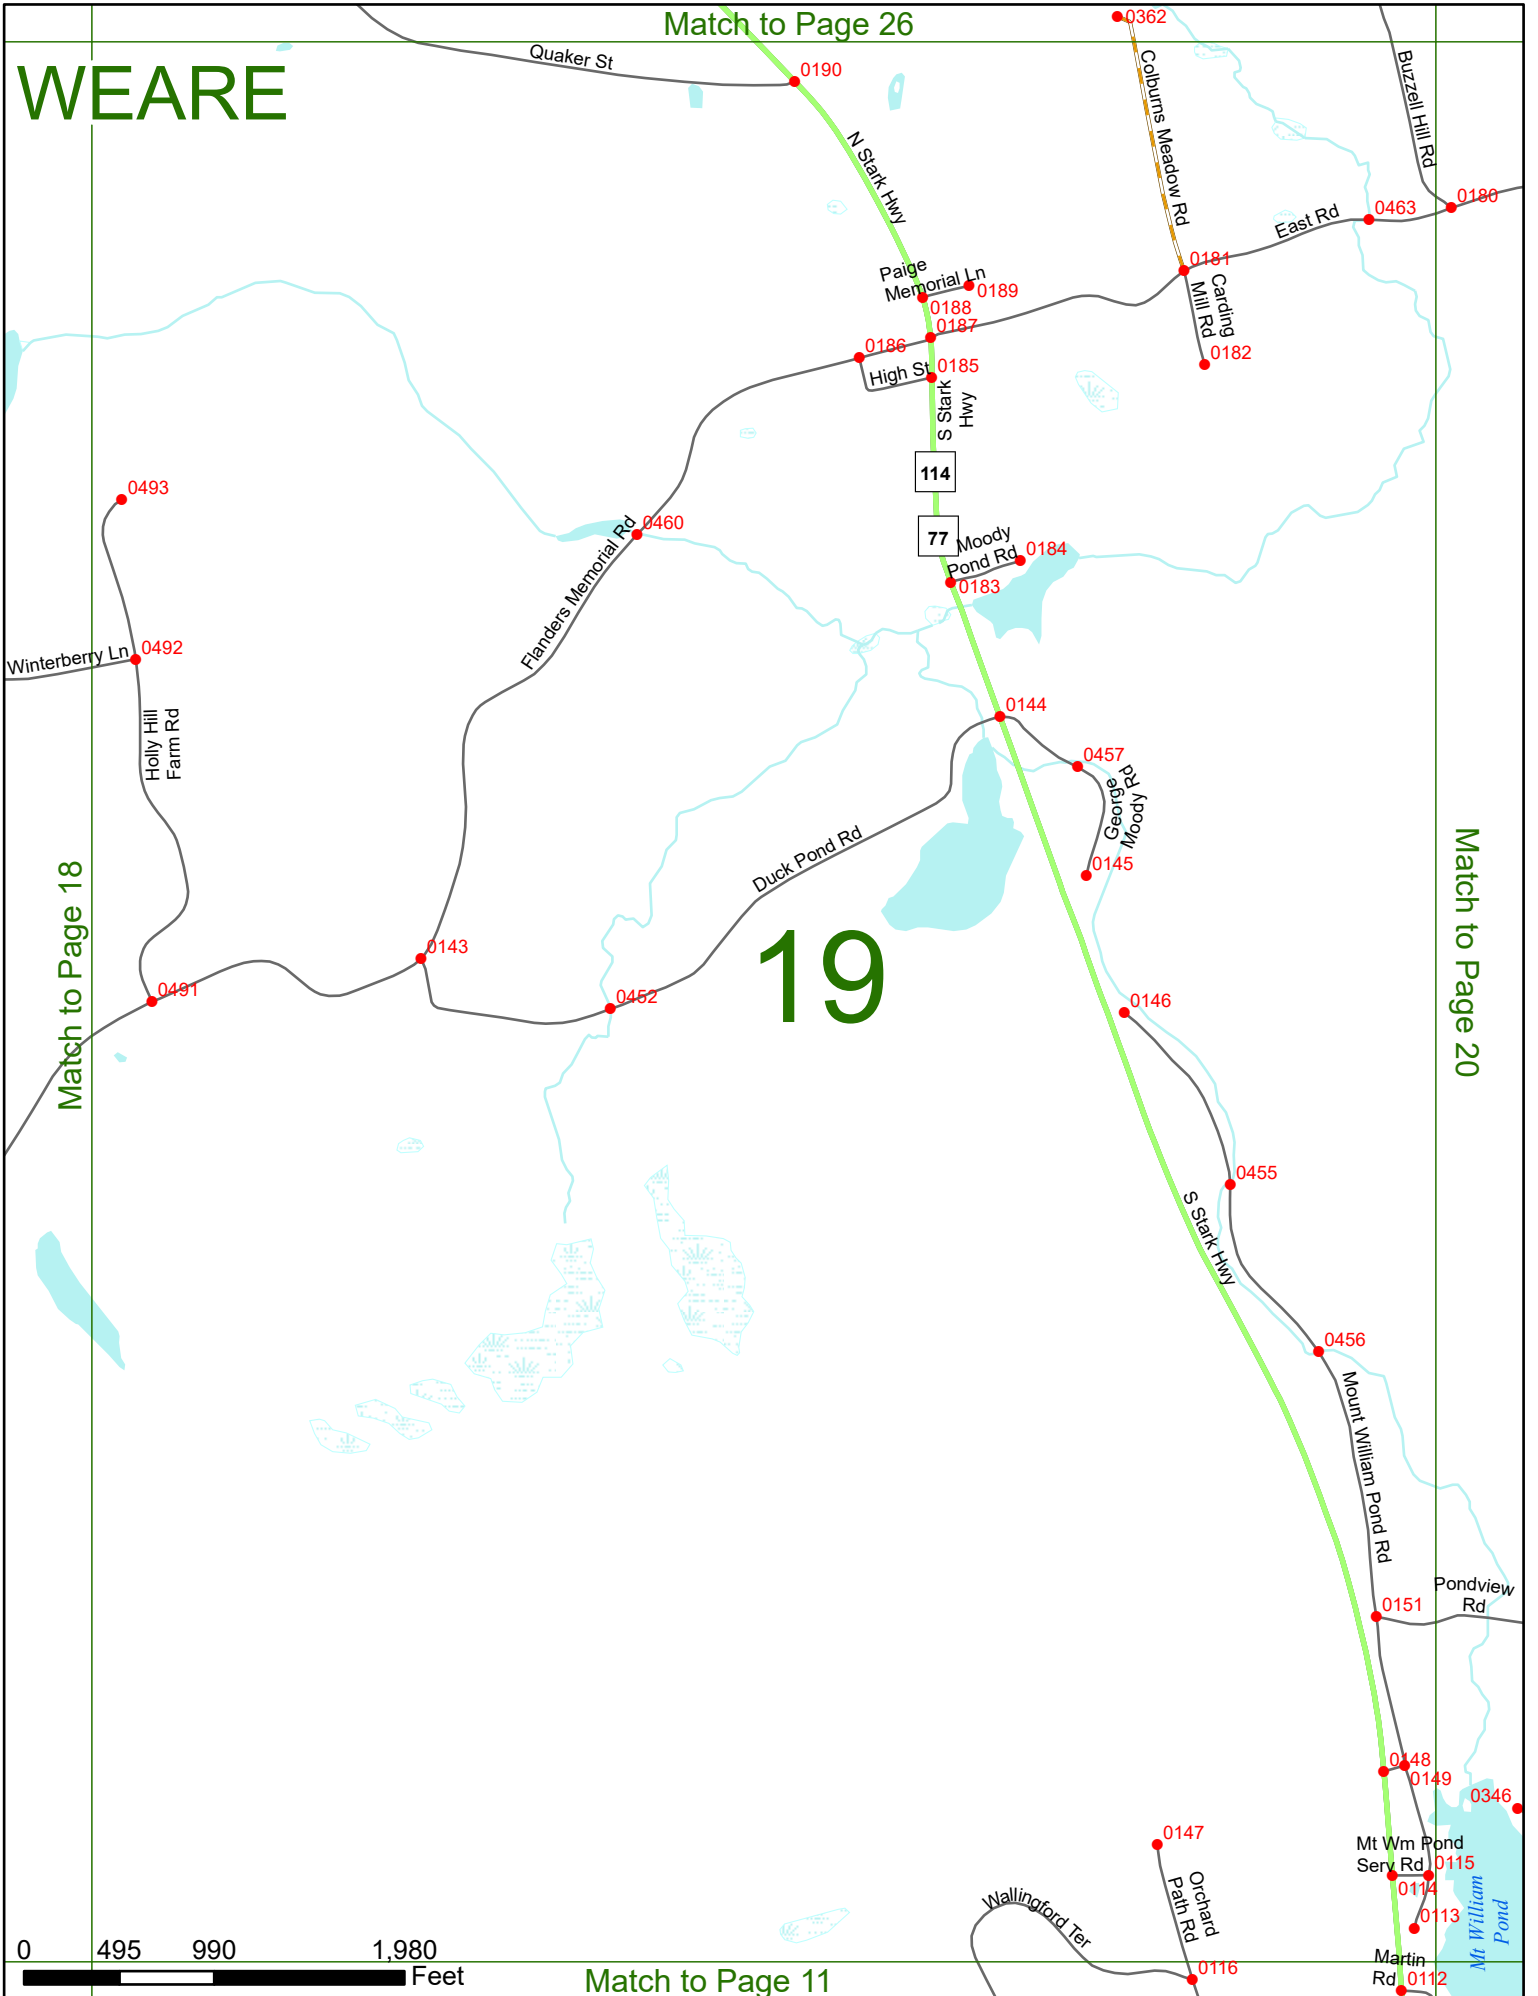 Match to Page 26
WEARE
Quaker St
0190
0362
N Stark Hwy
Colburns Meadow Rd
Buzzell Hill Rd
0180
0463
East Rd
0181
Paige
Memorial Ln
0189
0188
Carding
Mill Rd
0187
0186
0185
0182
High St
S Stark
Hwy
114
77
0493
0460
Moody
Pond Rd
0184
0183
Flanders Memorial Rd
Winterberry Ln
0492
Holly Hill
Farm Rd
0144
0457
George
Moody Rd
Duck Pond Rd
0145
Match to Page 18
Match to Page 20
19
0143
0491
0452
0146
0455
S Stark Hwy
0456
Mount William Pond Rd
Pondview
Rd
0151
0148
0149
0346
0147
Mt Wm Pond
Serv Rd
0115
0114
Orchard
Path Rd
Wallingford Ter
0113
Mt William
Pond
Martin
Rd
0112
0116
0 495 990 1,980
Feet
Match to Page 11